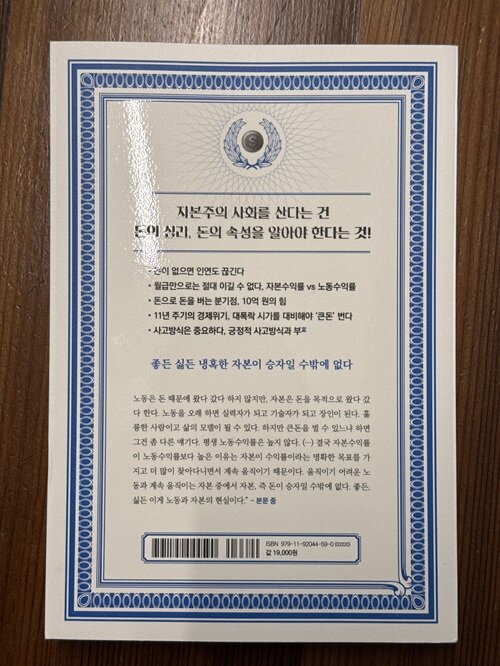 자본주의 사회를 산다는 건
돈의 심리, 돈의 속성을 알아야 한다는 것!
• 돈이 없으면 인연도 끊긴다
• 월급만으로는 절대 이길 수 없다, 자본수익률 vs 노동수익률
• 돈으로 돈을 버는 분기점, 10억 원의 힘
• 11년 주기의 경제위기, 대폭락 시기를 대비해야 ‘큰돈’ 번다
• 사고방식은 중요하다, 긍정적 사고방식과 부富
좋든 싫든 냉혹한 자본이 승자일 수밖에 없다
노동은 돈 때문에 왔다 갔다 하지 않지만, 자본은 돈을 목적으로 왔다 갔
다 한다. 노동을 오래 하면 실력자가 되고 기술자가 되고 장인이 된다. 훌
륭한 사람이고 삶의 모델이 될 수 있다. 하지만 큰돈을 벌 수 있느냐 하면
그건 좀 다른 얘기다. 평생 노동수익률은 높지 않다. (…) 결국 자본수익률
이 노동수익률보다 높은 이유는 자본이 수익률이라는 명확한 목표를 가
지고 더 많이 찾아다니면서 계속 움직이기 때문이다. 움직이기 어려운 노
동과 계속 움직이는 자본 중에서 자본, 즉 돈이 승자일 수밖에 없다. 좋든,
싫든 이게 노동과 자본의 현실이다.” - 본문 중
ISBN 979-11-92044-59-0 (03320)
값 19,000원